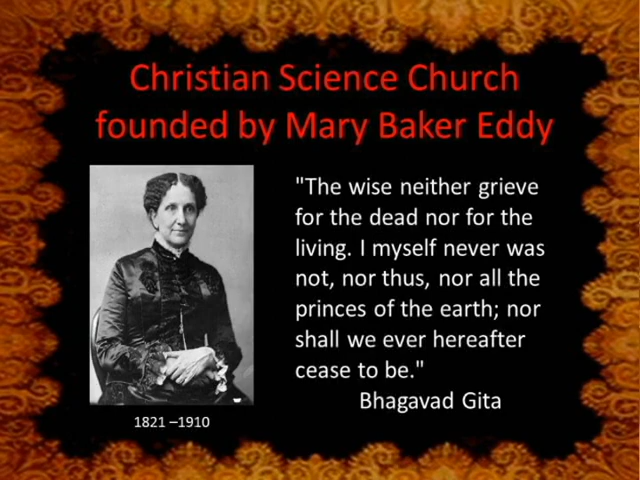 Christian Science Church
founded by Mary Baker Eddy
"The wise neither grieve
for the dead nor for the
living. I myself never was
not, nor thus, nor all the
princes of the earth; nor
shall we ever hereafter
cease to be."
Bhagavad Gita
1821 –1910